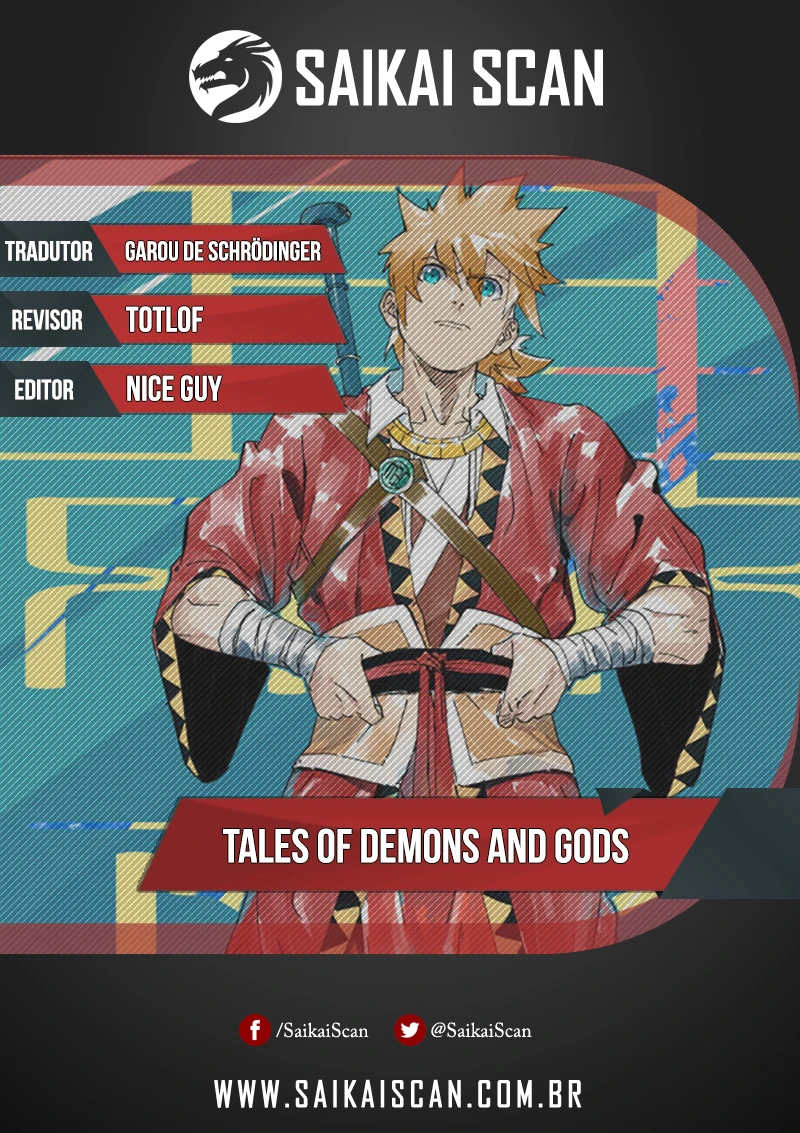 SAIKAI SCAN
TRADUTOR GAROU DE SCHRÖDINGER
REVISOR TOTLOF
EDITOR NICE GUY
TALES OF DEMONS AND GODS
/SaikaiScan @SaikaiScan
WWW.SAIKAISCAN.COM.BR